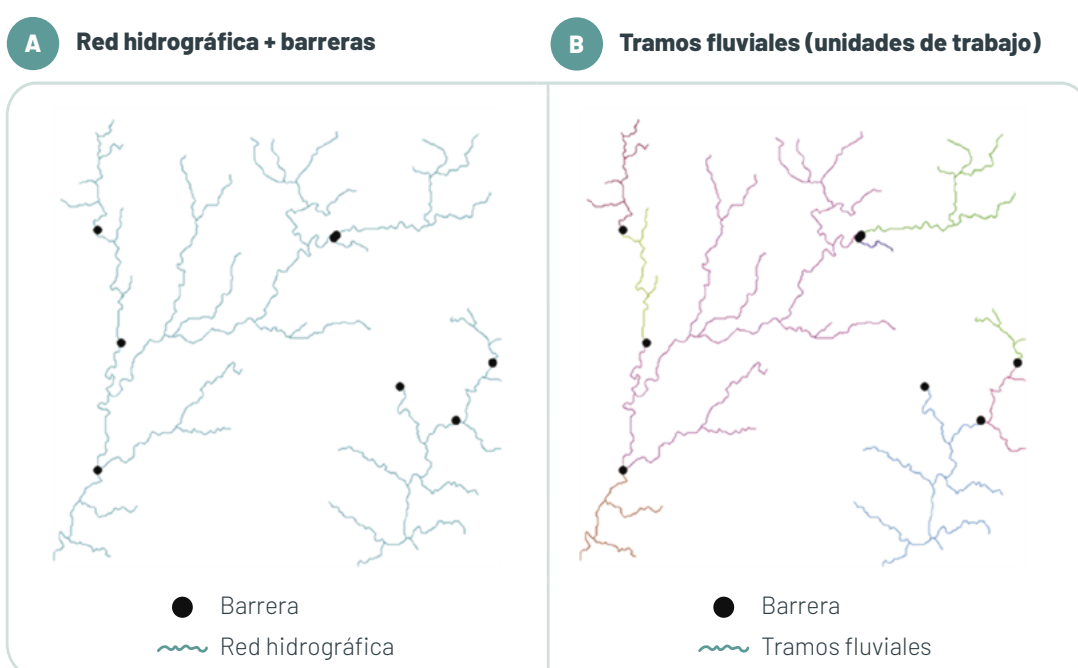 A Red hidrográfica + barreras
B Tramos fluviales (unidades de trabajo)
Barrera
Red hidrográfica
Barrera
Tramos fluviales